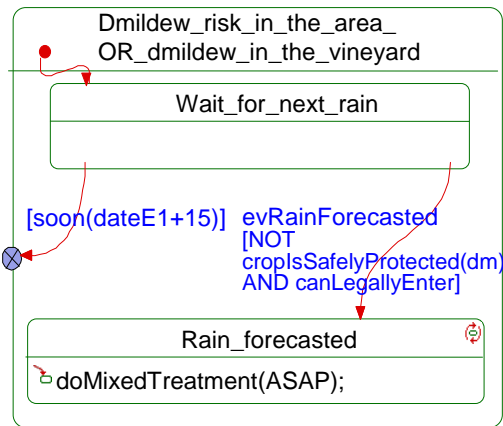 Dmildew_risk_in_the_area_
OR_dmildew_in_the_vineyard
Wait_for_next_rain
[soon(dateE1+15)]
evRainForecasted
[NOT
cropIsSafelyProtected(dm)
AND canLegallyEnter]
Rain_forecasted
doMixedTreatment(ASAP);